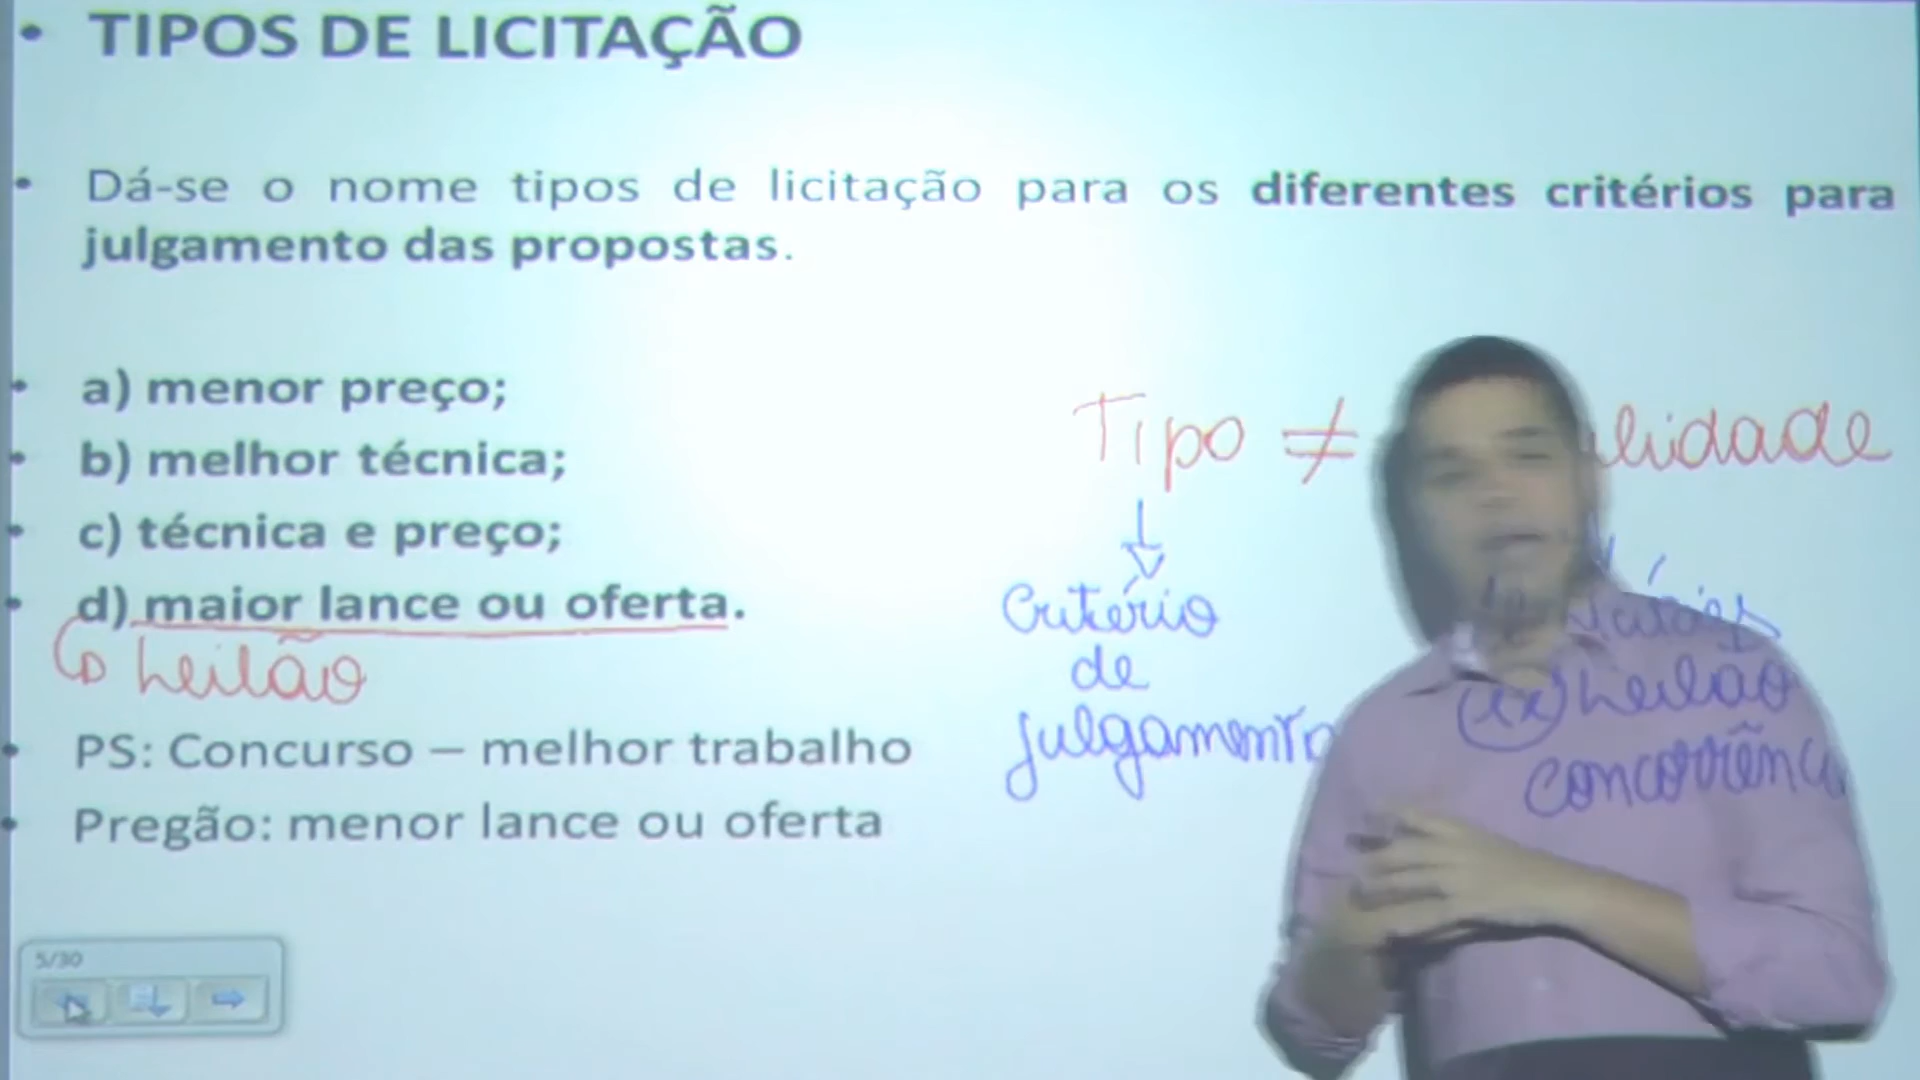 • TIPOS DE LICITAÇÃO
• Dá-se o nome tipos de licitação para os diferentes critérios para
julgamento das propostas.
• a) menor preço;
• b) melhor técnica;
• c) técnica e preço;
• d) maior lance ou oferta.
Leilão
• PS: Concurso – melhor trabalho
• Pregão: menor lance ou oferta
Tipo ≠
Critério
de
julgamento
(ex) Leilão
5/30